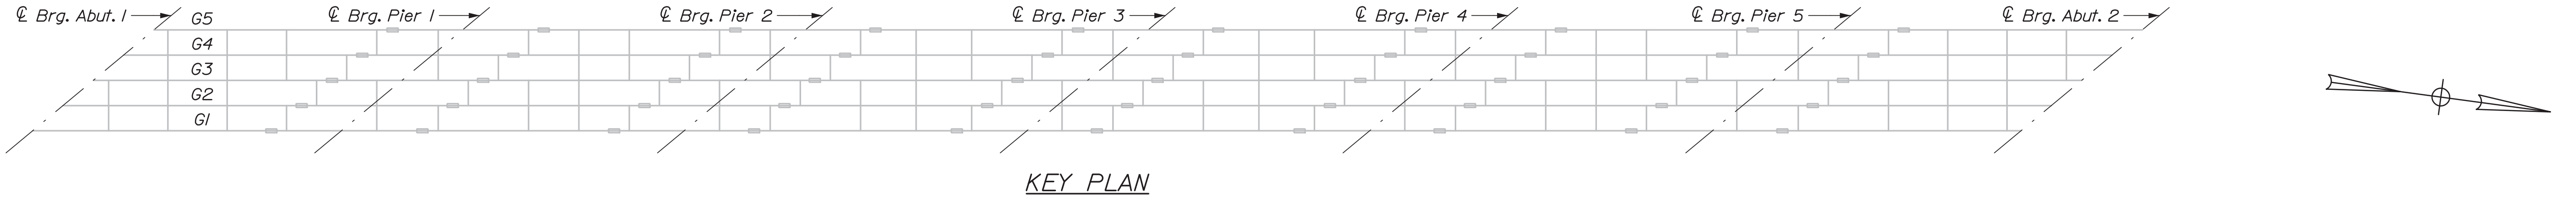 ℄ Brg. Abut. 1
℄ Brg. Pier 1
℄ Brg. Pier 2
℄ Brg. Pier 3
℄ Brg. Pier 4
℄ Brg. Pier 5
℄ Brg. Abut. 2
G5
G4
G3
G2
G1
KEY PLAN